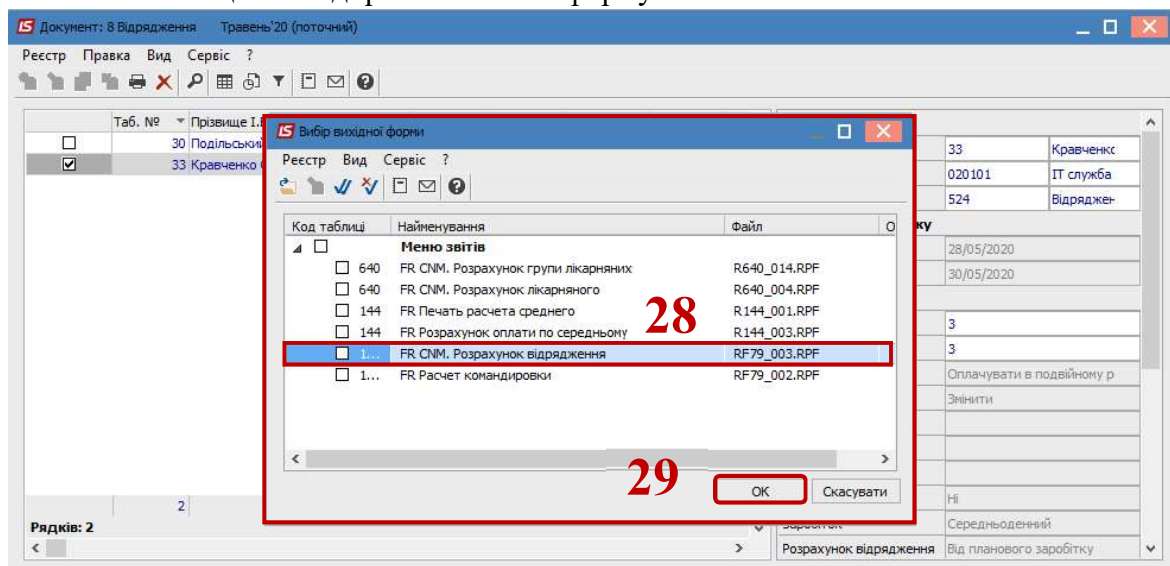 Документ: 8 Відрядження Травень'20 (поточний)
Реєстр Правка Вид Сервіс ?
Таб. № Прізвище І.
30 Подільський
33 Кравченко
2
Рядків: 2
Вибір вихідної форми
Реєстр Вид Сервіс ?
Код таблиці Найменування Файл О
Меню звітів
640 FR CNM. Розрахунок групи лікарняних R640_014.RPF
640 FR CNM. Розрахунок лікарняного R640_004.RPF
144 FR Печать расчета среднего R144_001.RPF
144 FR Розрахунок оплати по середньому R144_003.RPF
28
1... FR CNM. Розрахунок відрядження RF79_003.RPF
1... FR Расчет командировки RF79_002.RPF
29
ОК Скасувати
33 Кравченкс
020101 ІТ служба
524 Відряджен
ку
28/05/2020
30/05/2020
3
3
Оплачувати в подвійному р
Змінити
Ні
Середньоденний
Розрахунок відрядження Від планового заробітку